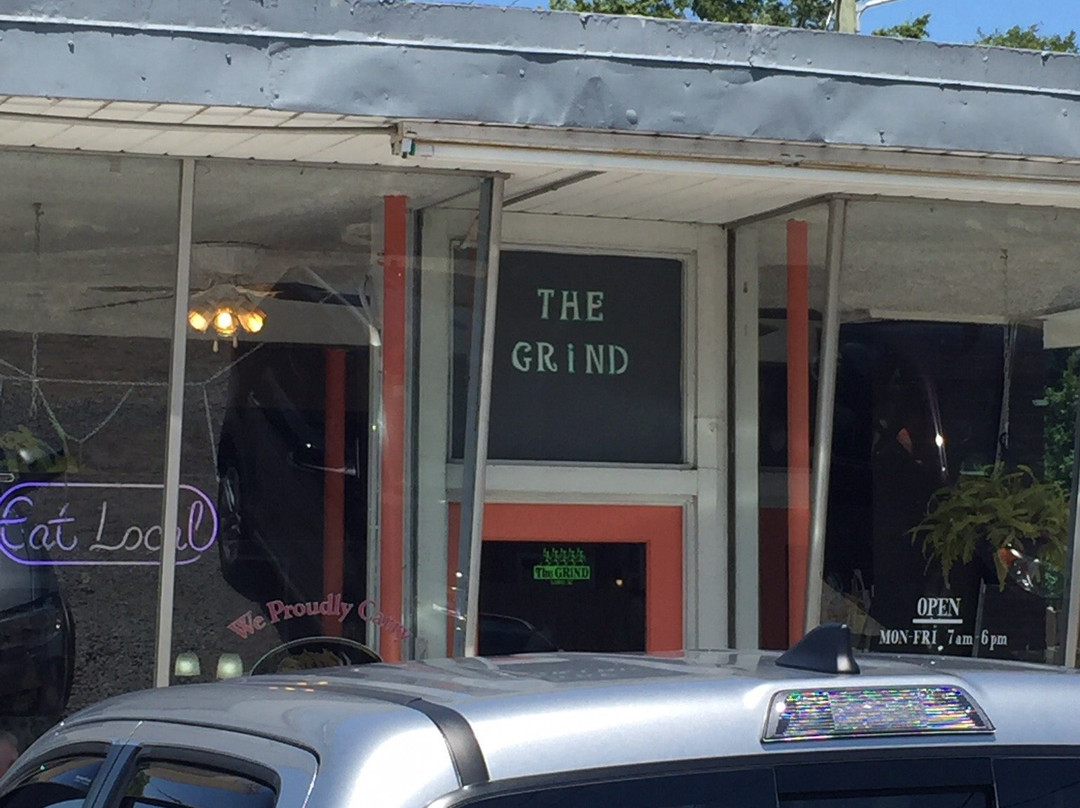 THE
GRiND
Eat Local
The GRIND
We Proudly Carry
OPEN
MON-FRI 7am-6pm